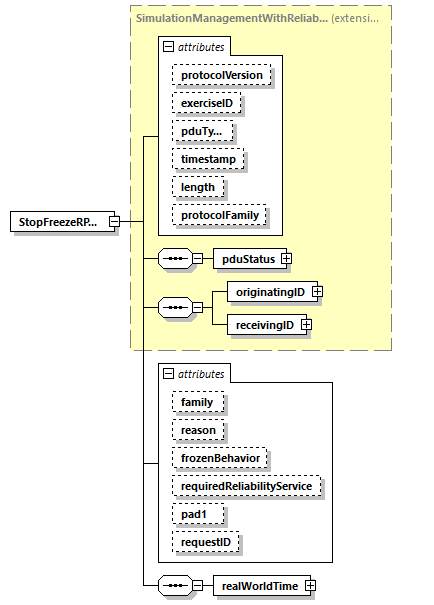 SimulationManagementWithReliab... (extensi...
attributes
protocolVersion
exerciseID
pduTy...
timestamp
length
protocolFamily
StopFreezeRP...
pduStatus
originatingID
receivingID
attributes
family
reason
frozenBehavior
requiredReliabilityService
pad1
requestID
realWorldTime